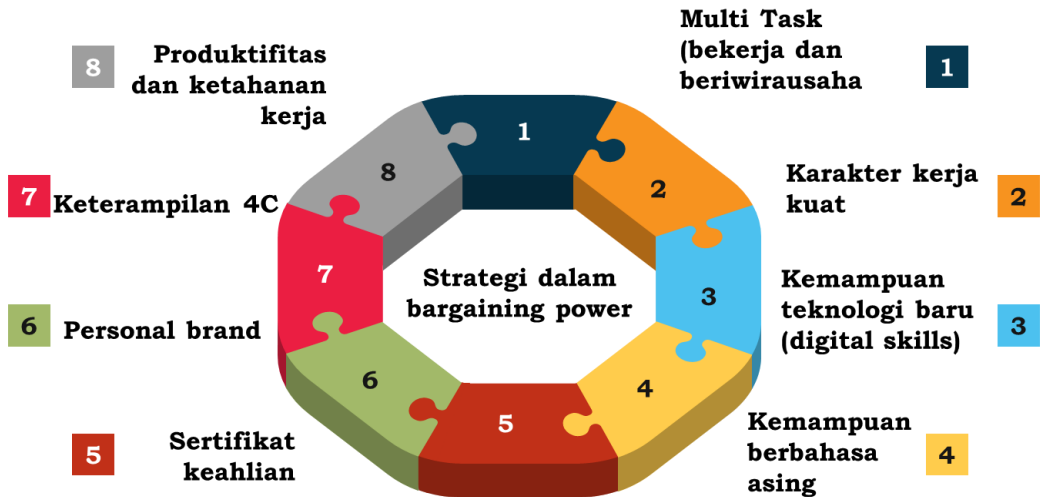 Multi Task
(bekerja dan
beriwirausaha
1
Karakter kerja
kuat
2
Kemampuan
teknologi baru
(digital skills)
3
Kemampuan
berbahasa
asing
4
5
Sertifikat
keahlian
6
Personal brand
7
Keterampilan 4C
8
Produktifitas
dan ketahanan
kerja
Strategi dalam
bargaining power
1
2
3
4
5
6
7
8